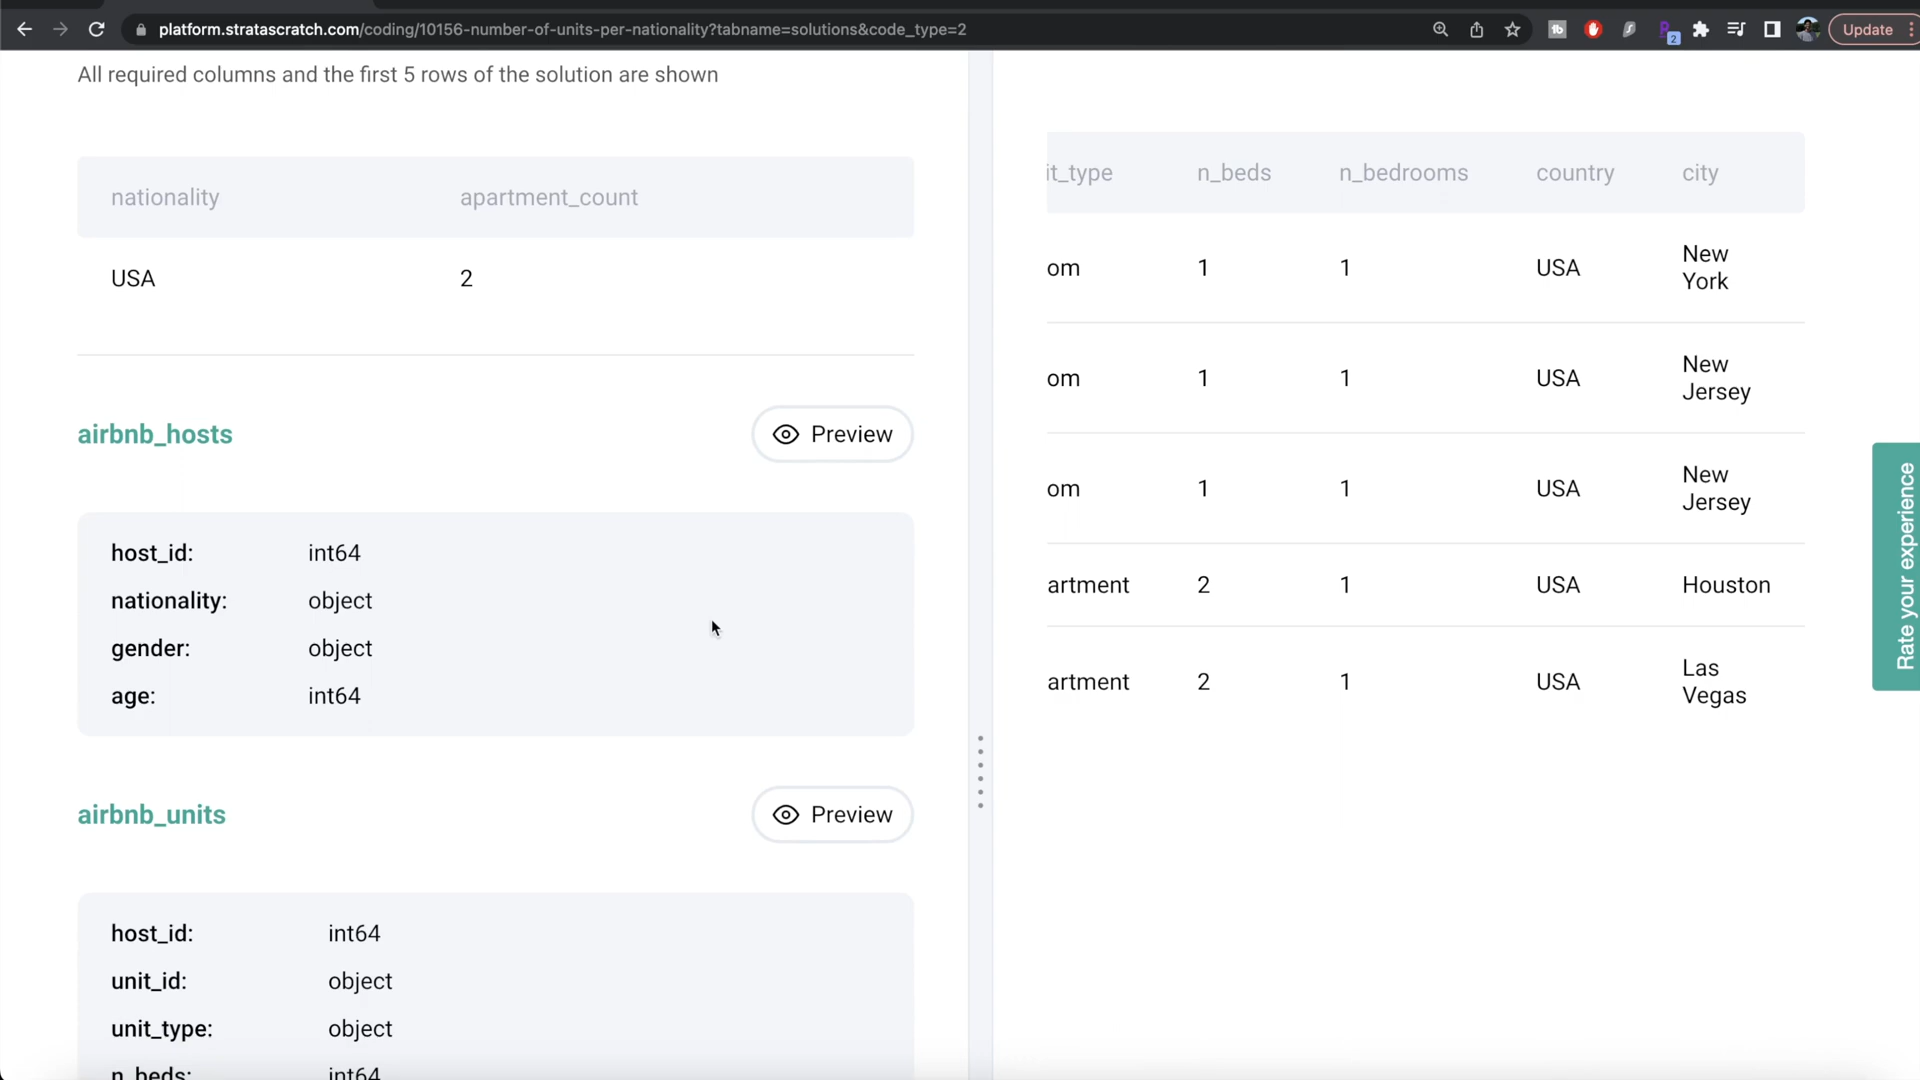 platform.stratascratch.com/coding/10156-number-of-units-per-nationality?tabname=solutions&code_type=2
2
Update
All required columns and the first 5 rows of the solution are shown
nationality apartment_count
USA 2
airbnb_hosts
Preview
host_id: int64
nationality: object
gender: object
age: int64
airbnb_units
Preview
host_id: int64
unit_id: object
unit_type: object
n_beds: int64
it_type n_beds n_bedrooms country city
om 1 1 USA New
York
om 1 1 USA New
Jersey
om 1 1 USA New
Jersey
artment 2 1 USA Houston
artment 2 1 USA Las
Vegas
Rate your experience